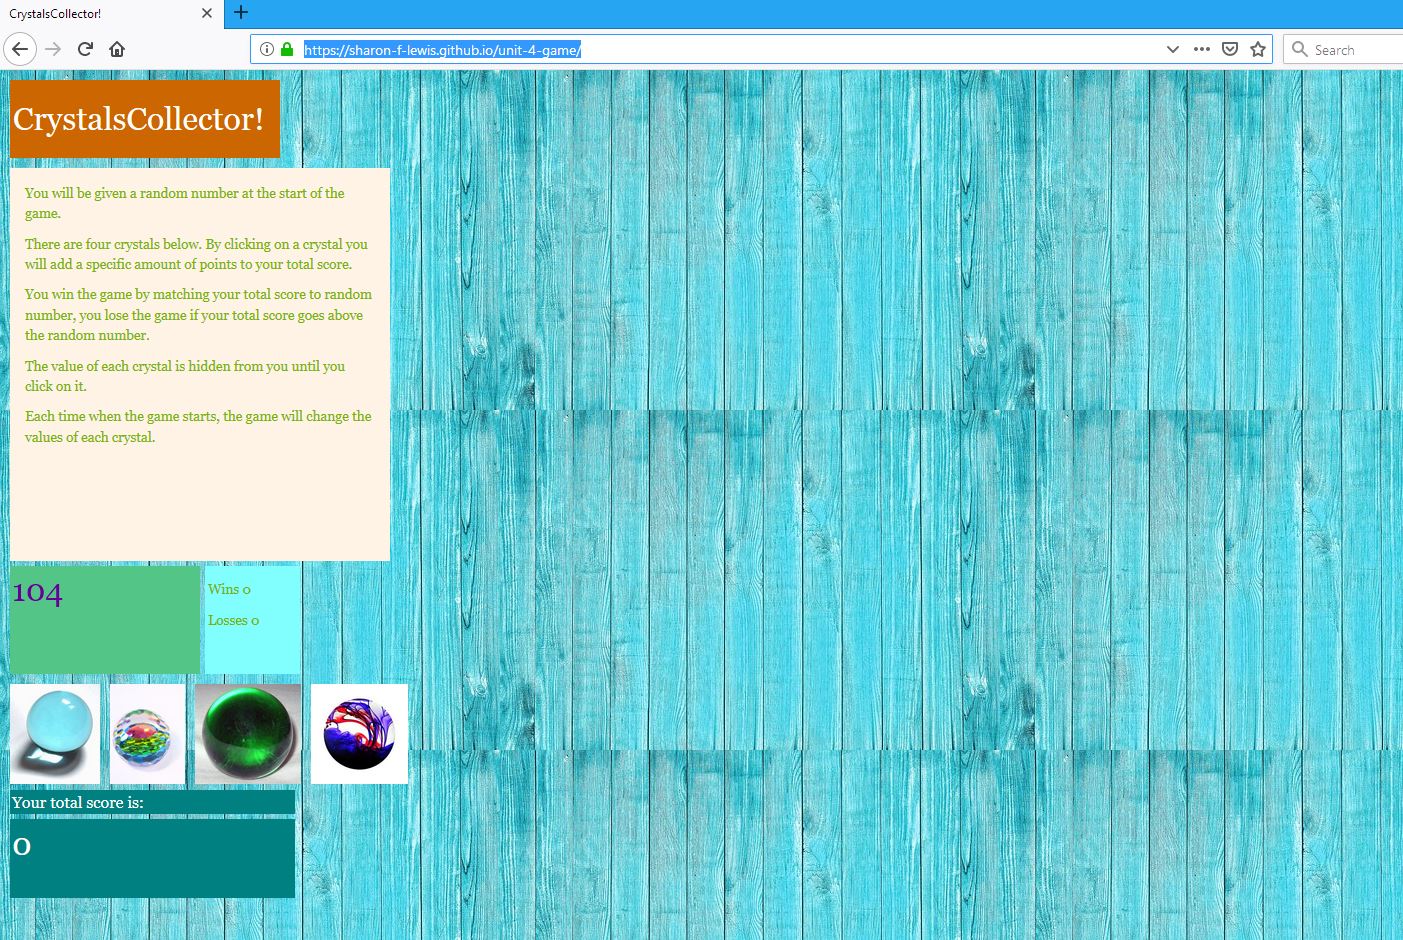 CrystalsCollector!
https://sharon-f-lewis.github.io/unit-4-game/
Search
CrystalsCollector!
You will be given a random number at the start of the
game.
There are four crystals below. By clicking on a crystal you
will add a specific amount of points to your total score.
You win the game by matching your total score to random
number, you lose the game if your total score goes above
the random number.
The value of each crystal is hidden from you until you
click on it.
Each time when the game starts, the game will change the
values of each crystal.
104
Wins 0
Losses 0
Your total score is:
0